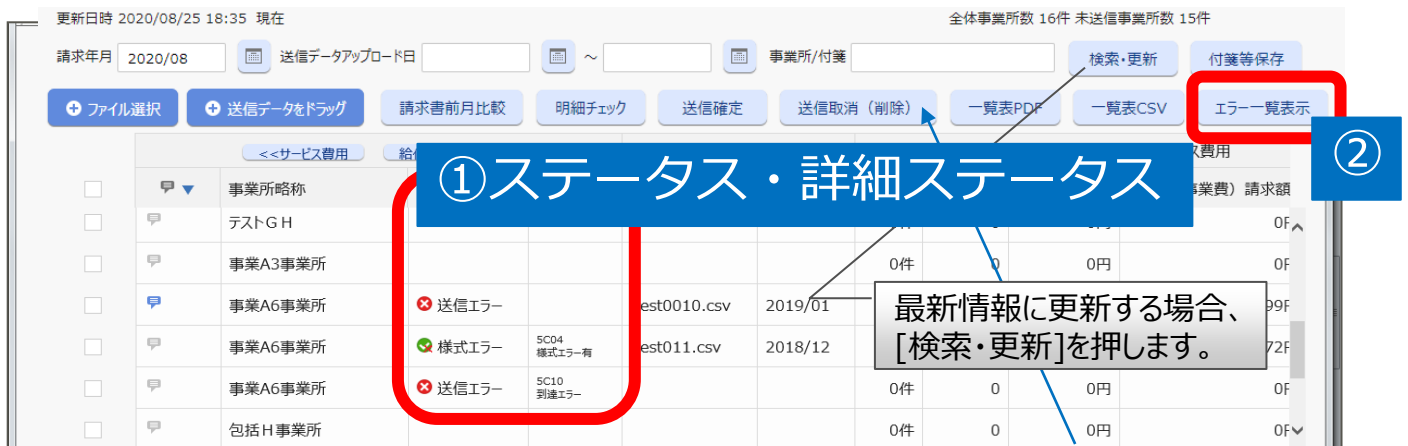 更新日時 2020/08/25 18:35 現在 全体事業所数 16件 未送信事業所数 15件
請求年月 2020/08 送信データアップロード日 ～ 事業所/付箋 検索・更新 付箋等保存
ファイル選択 送信データをドラッグ 請求書前月比較 明細チェック 送信確定 送信取消（削除） 一覧表PDF 一覧表CSV エラー一覧表示
②
<<サービス費用
①ステータス・詳細ステータス
費用
事業所略称 事業費）請求額
テストGH
事業A3事業所 0件 0 0円
事業A6事業所 送信エラー est0010.csv 2019/01
最新情報に更新する場合、
[検索・更新]を押します。
事業A6事業所 様式エラー 5C04 est011.csv 2018/12
様式エラー有
事業A6事業所 送信エラー 5C10 0件 0 0円
到達エラー
包括H事業所 0件 0 0円